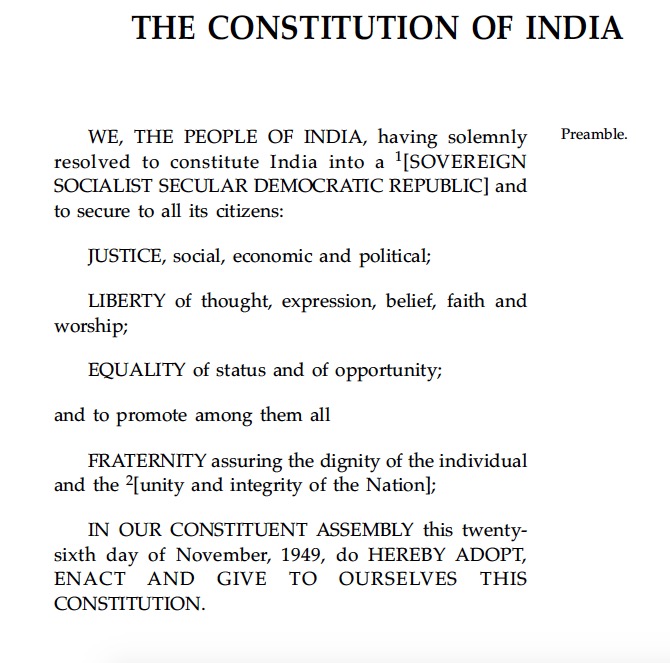 THE CONSTITUTION OF INDIA
WE, THE PEOPLE OF INDIA, having solemnly
Preamble.
resolved to constitute India into a ¹[SOVEREIGN
SOCIALIST SECULAR DEMOCRATIC REPUBLIC] and
to secure to all its citizens:
JUSTICE, social, economic and political;
LIBERTY of thought, expression, belief, faith and
worship;
EQUALITY of status and of opportunity;
and to promote among them all
FRATERNITY assuring the dignity of the individual
and the ²[unity and integrity of the Nation];
IN OUR CONSTITUENT ASSEMBLY this twenty-
sixth day of November, 1949, do HEREBY ADOPT,
ENACT AND GIVE TO OURSELVES THIS
CONSTITUTION.